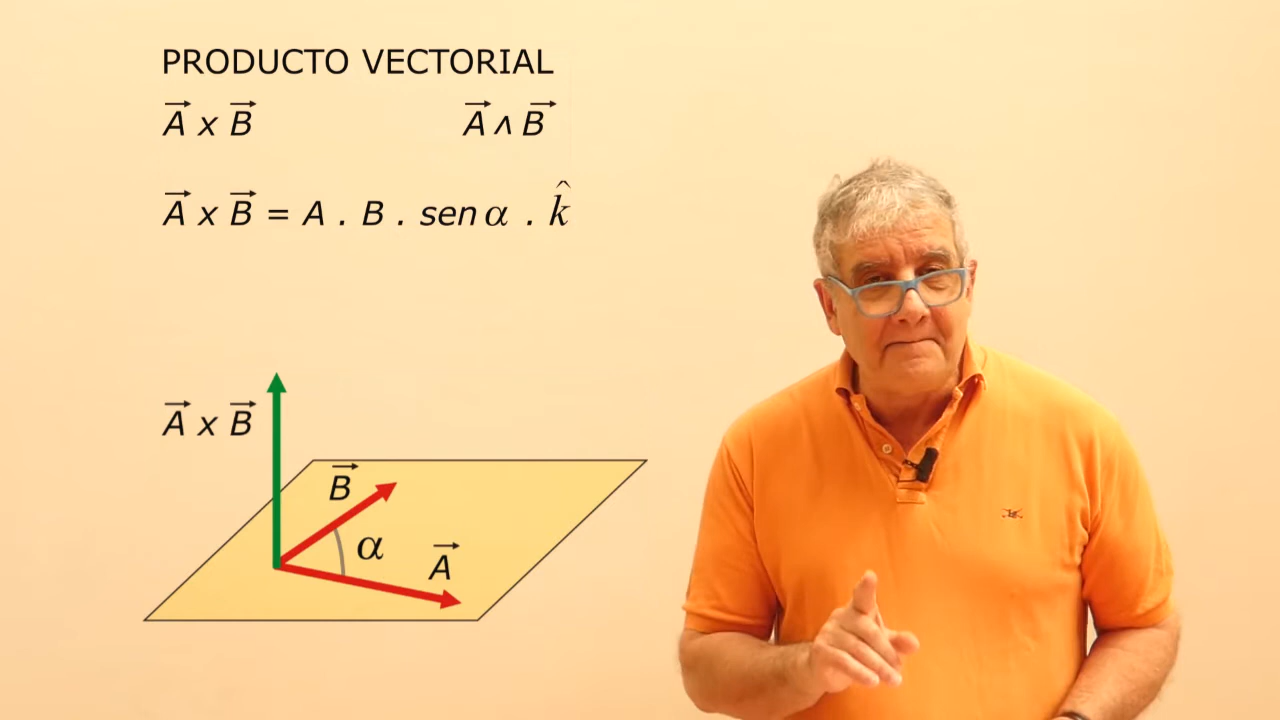 PRODUCTO VECTORIAL
A⃗ x B⃗    A⃗ ∧ B⃗
A⃗ x B⃗ = A . B . sen α . k̂
A⃗ x B⃗
B⃗
α
A⃗